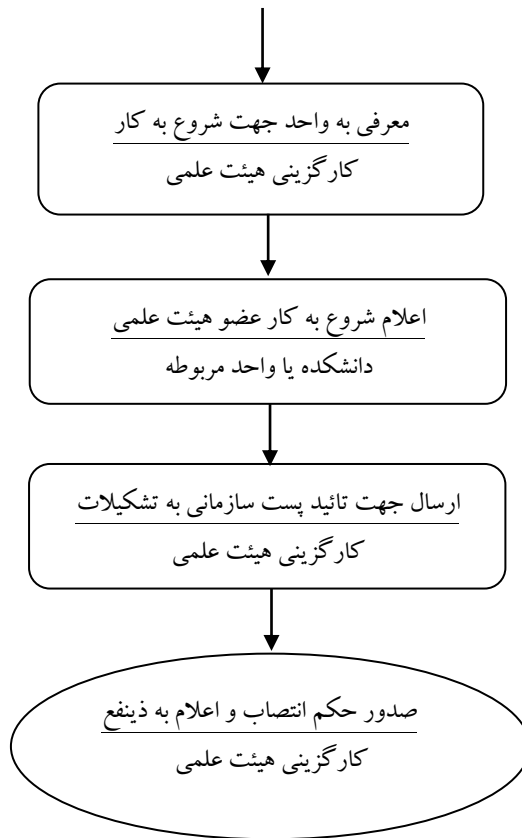 معرفی به واحد جهت شروع به کار
کارگزینی هیئت علمی
اعلام شروع به کار عضو هیئت علمی
دانشکده یا واحد مربوطه
ارسال جهت تائید پست سازمانی به تشکیلات
کارگزینی هیئت علمی
صدور حکم انتصاب و اعلام به ذینفع
کارگزینی هیئت علمی